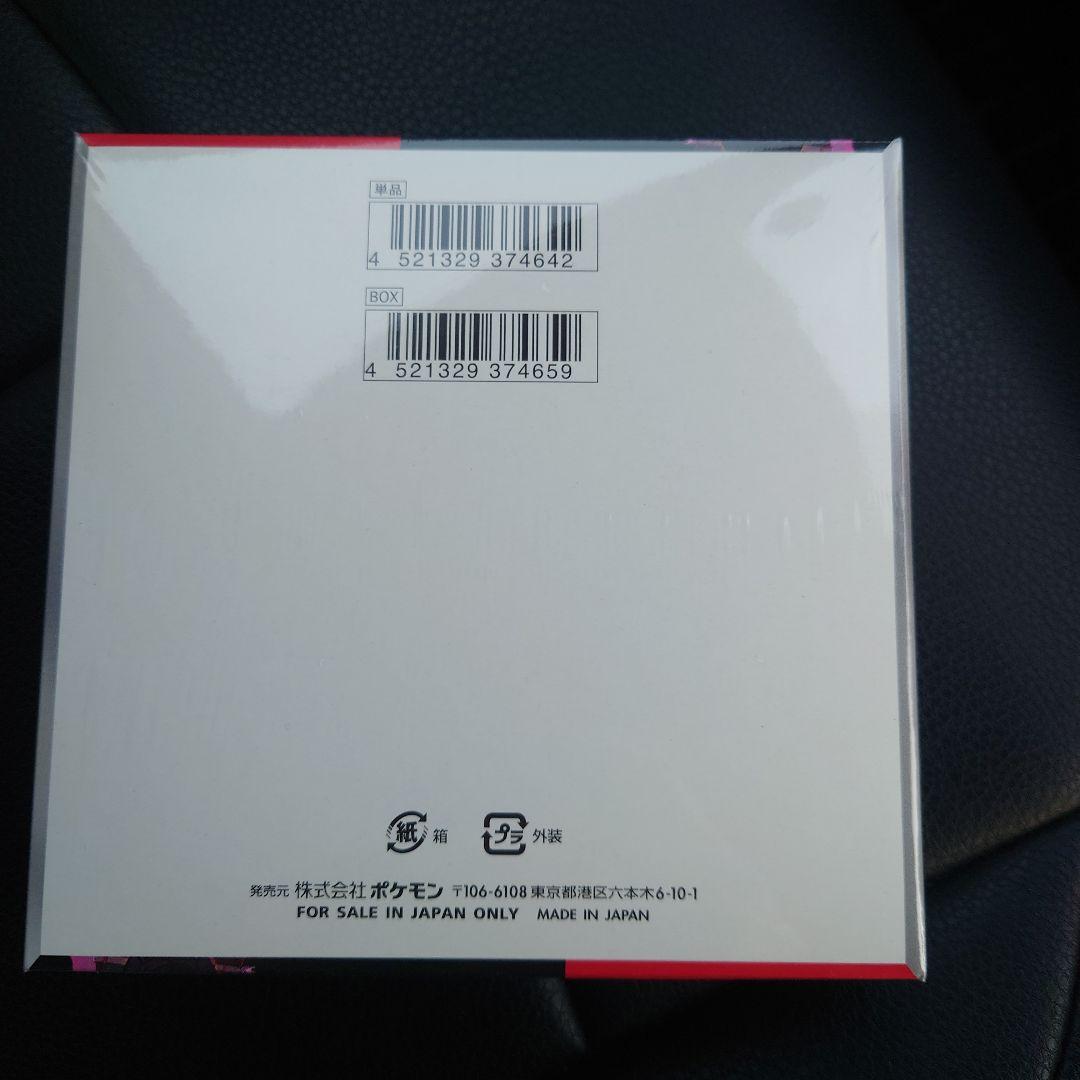 単品
4 521329 374642
BOX
4 521329 374659
紙 箱 プラ 外装
発売元 株式会社 ポケモン 〒106-6108 東京都港区六本木6-10-1
FOR SALE IN JAPAN ONLY MADE IN JAPAN